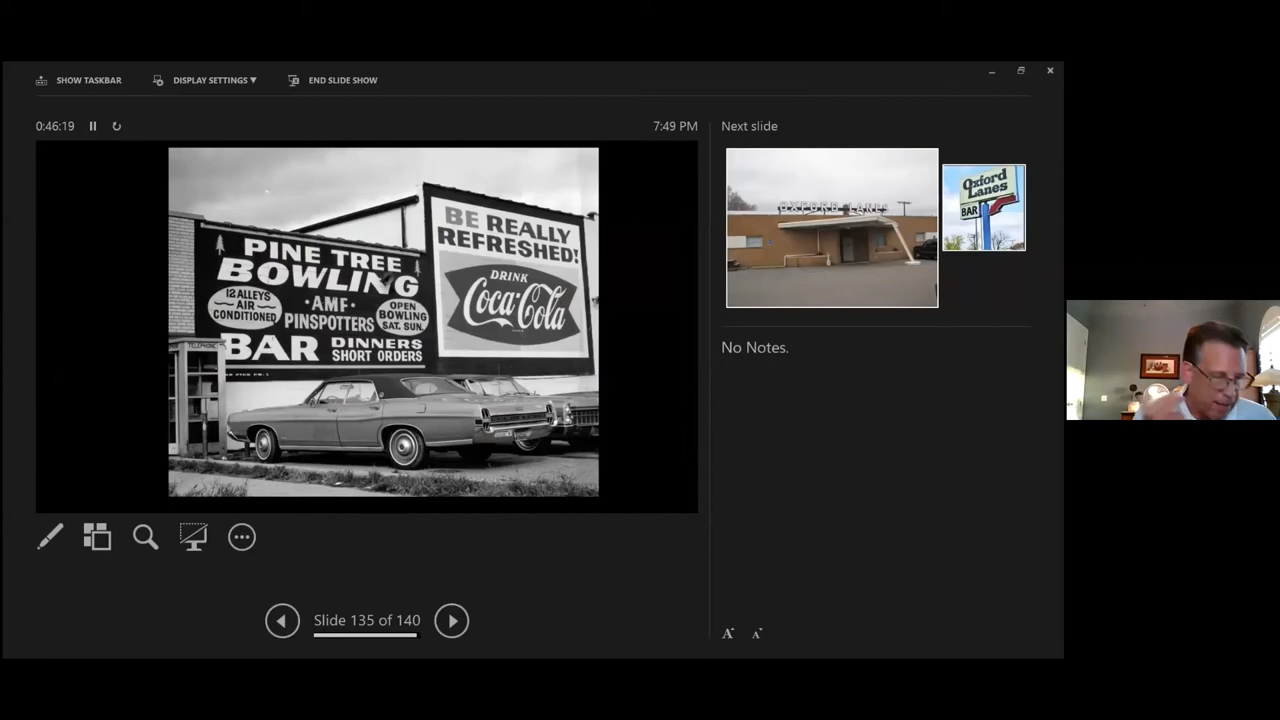 SHOW TASKBAR
DISPLAY SETTINGS ▼
END SLIDE SHOW
0:46:19
7:49 PM
Next slide
BE REALLY
REFRESHED!
DRINK
Coca-Cola
PINE TREE
BOWLING
12 ALLEYS
AIR
CONDITIONED
·AMF·
PINSPOTTERS
OPEN
BOWLING
SAT. SUN.
BAR
DINNERS
SHORT ORDERS
TELEPHONE
OXFORD LANES
Oxford
Lanes
BAR
No Notes.
Slide 135 of 140
A
A